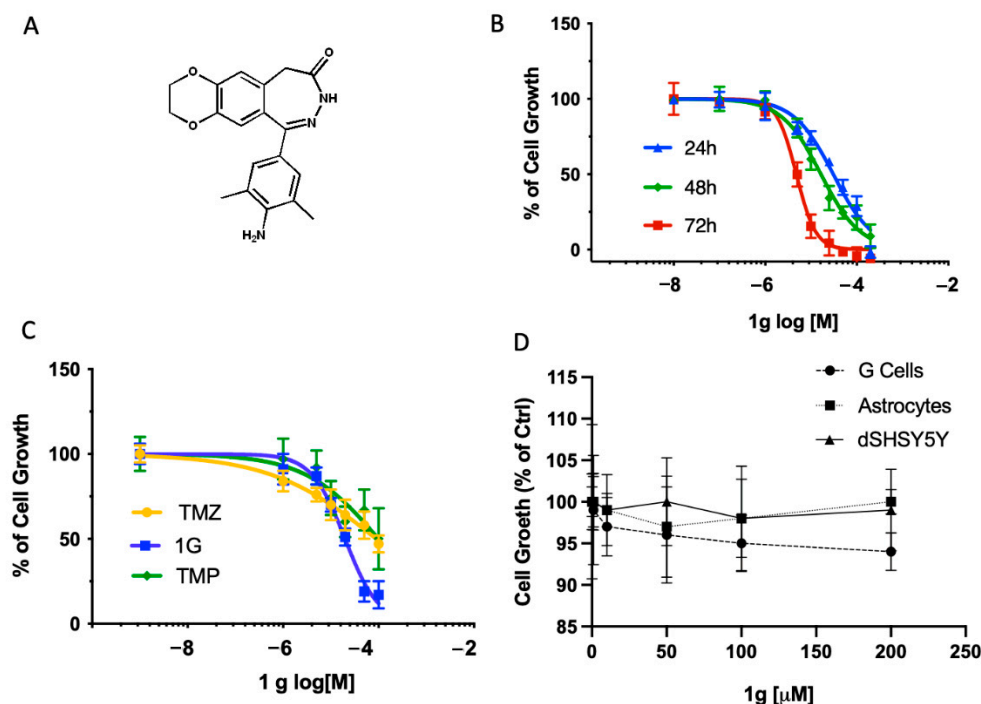 A
O
O
O
NH
N
H₂N
B
150
100
50
0
% of Cell Growth
24h
48h
72h
−8
−6
−4
−2
1g log [M]
C
150
100
50
0
% of Cell Growth
TMZ
1G
TMP
−8
−6
−4
−2
1 g log[M]
D
G Cells
Astrocytes
dSHSY5Y
115
110
105
100
95
90
85
Cell Groeth (% of Ctrl)
0
50
100
150
200
250
1g [μM]